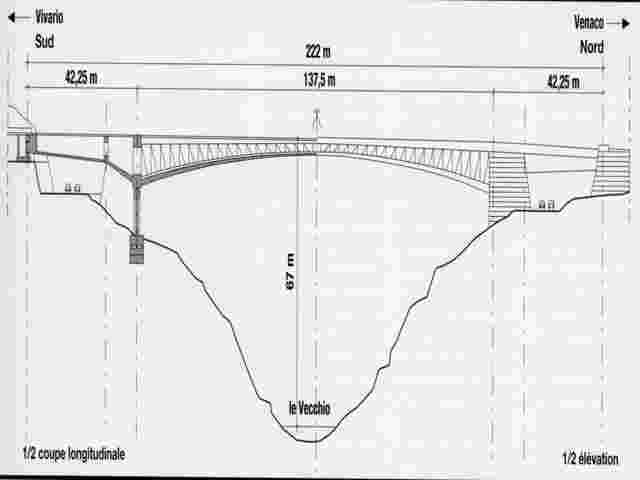 Vivario
Venaco
Sud
Nord
222 m
42,25 m
137,5 m
42,25 m
67 m
le Vecchio
1/2 coupe longitudinale
1/2 élévation